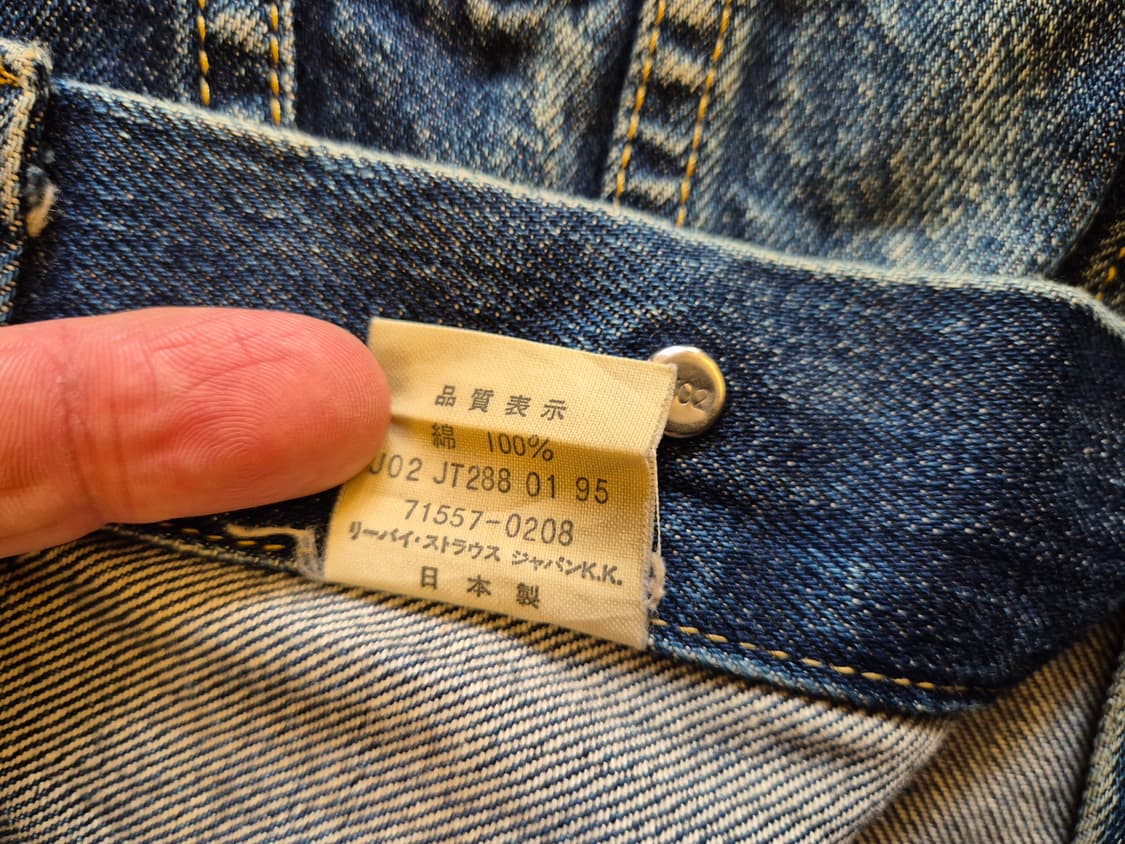 品質表示
綿 100%
J02 JT288 01 95
71557-0208
リーバイ・ストラウス ジャパンK.K.
日本製